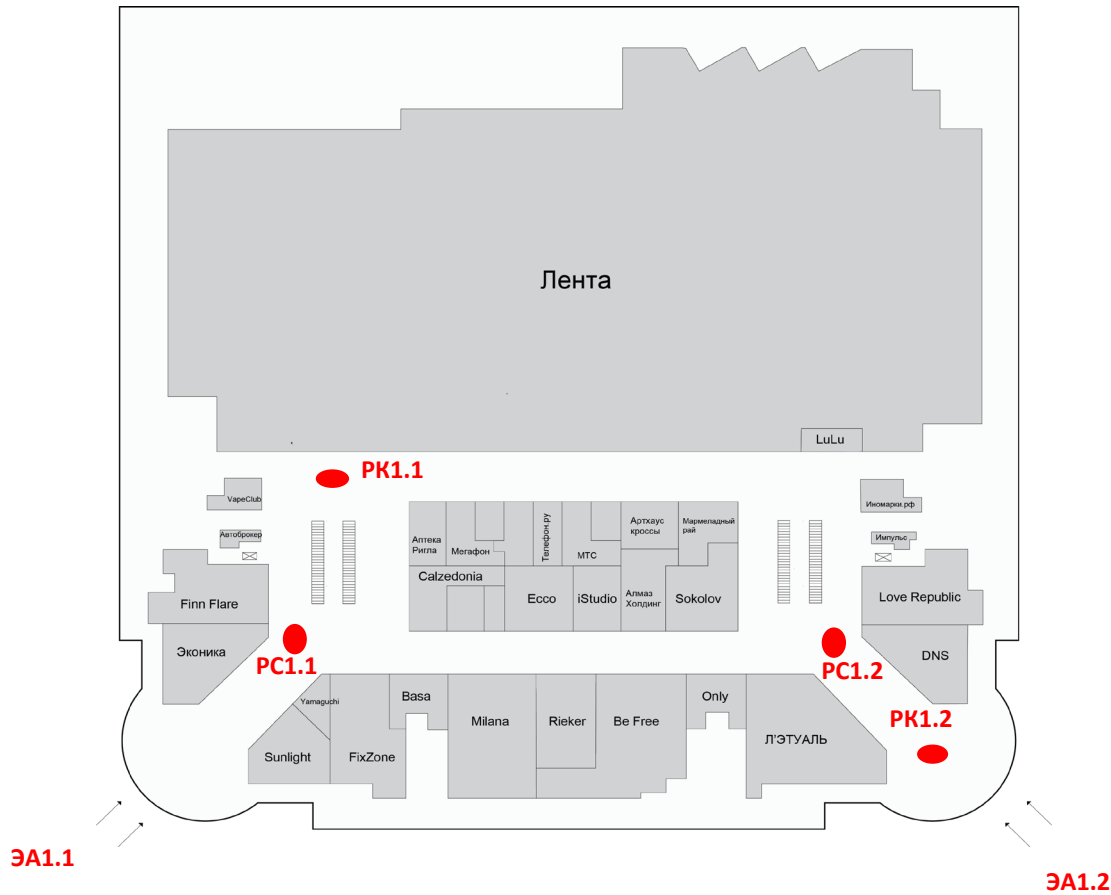 Лента
LuLu
РК1.1
VapeClub
Иномарки.рф
Автоброкер
Импульс
Аптека
Ригла
Мегафон
Телефон.ру
МТС
Артхаус
кроссы
Мармеладный
рай
Calzedonia
Ecco
iStudio
Алмаз
Холдинг
Sokolov
Finn Flare
Love Republic
Эконика
DNS
РС1.1
РС1.2
Yamaguchi
Basa
Only
РК1.2
Milana
Rieker
Be Free
Л'ЭТУАЛЬ
Sunlight
FixZone
ЭА1.1
ЭА1.2